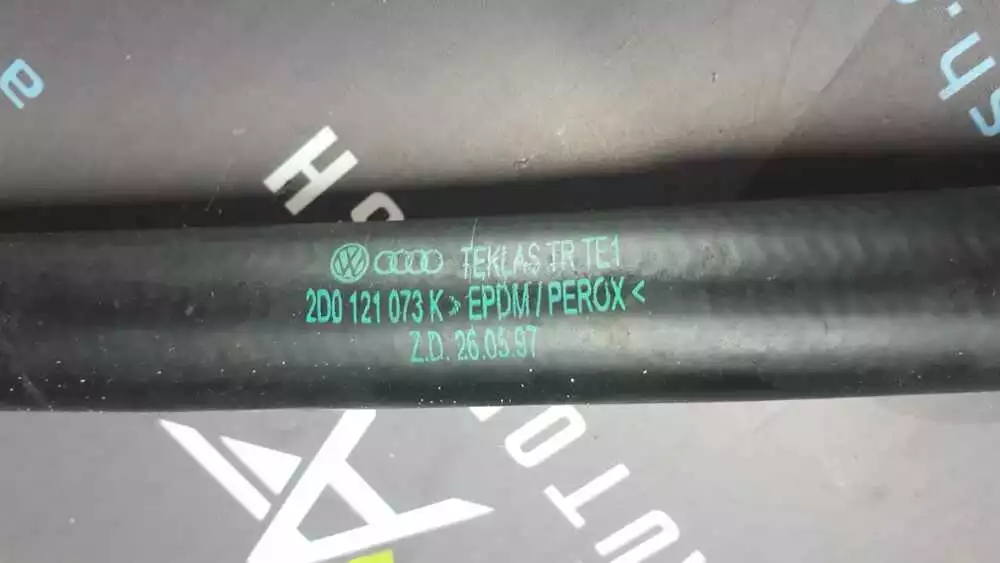 TEKLAS TR TE1
2D0 121 073 K » EPDM / PEROX <
Z.D. 26.05.97